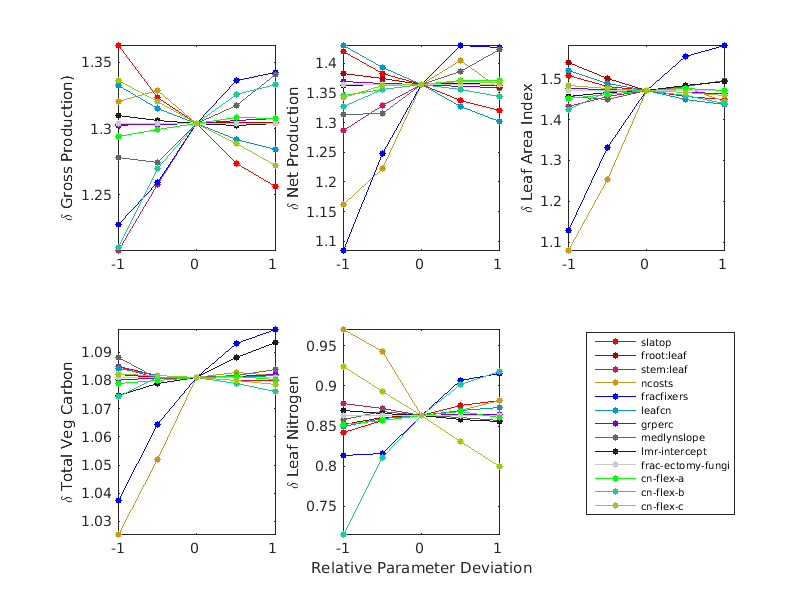 δ Gross Production)
1.35
1.3
1.25
-1
0
1
δ Net Production
1.4
1.35
1.3
1.25
1.2
1.15
1.1
-1
0
1
δ Leaf Area Index
1.5
1.4
1.3
1.2
1.1
-1
0
1
δ Total Veg Carbon
1.09
1.08
1.07
1.06
1.05
1.04
1.03
-1
0
1
δ Leaf Nitrogen
0.95
0.9
0.85
0.8
0.75
-1
0
1
Relative Parameter Deviation
slatop
froot:leaf
stem:leaf
ncosts
fracfixers
leafcn
grperc
medlynslope
lmr-intercept
frac-ectomy-fungi
cn-flex-a
cn-flex-b
cn-flex-c